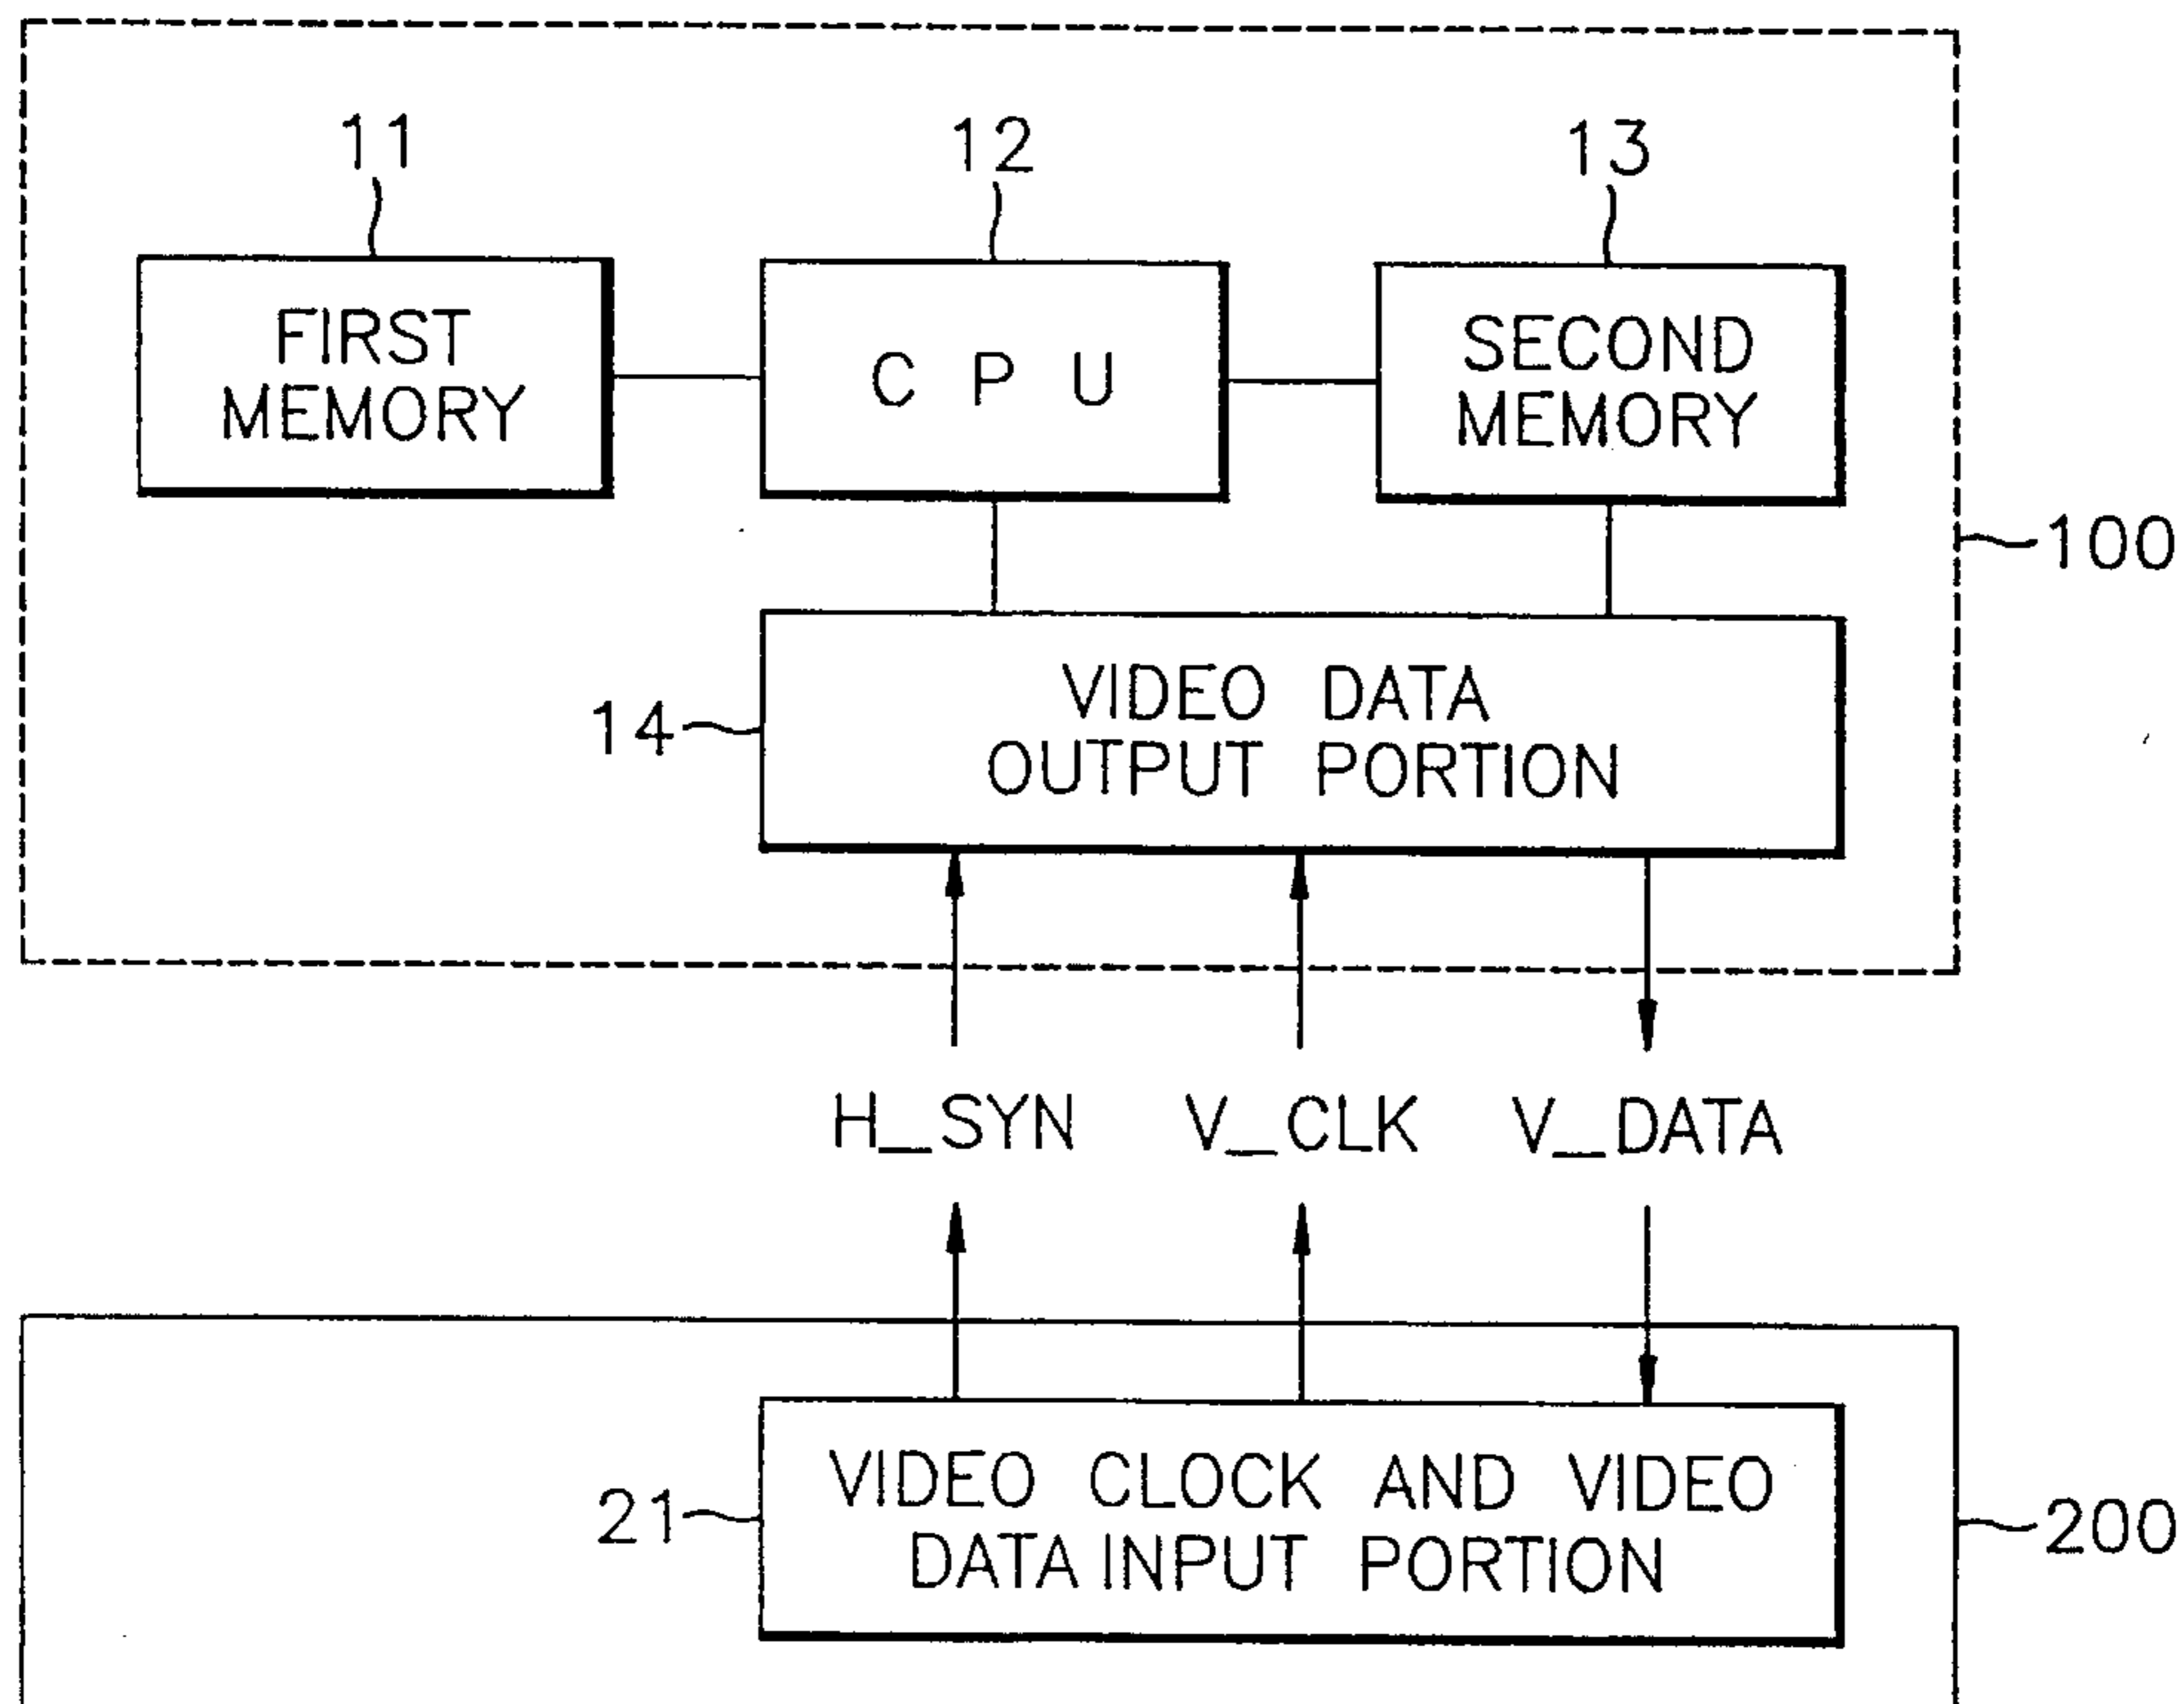 11
12
13
FIRST
MEMORY
C P U
SECOND
MEMORY
100
14
VIDEO DATA
OUTPUT PORTION
H_SYN
V_CLK
V_DATA
21
VIDEO CLOCK AND VIDEO
DATA INPUT PORTION
200